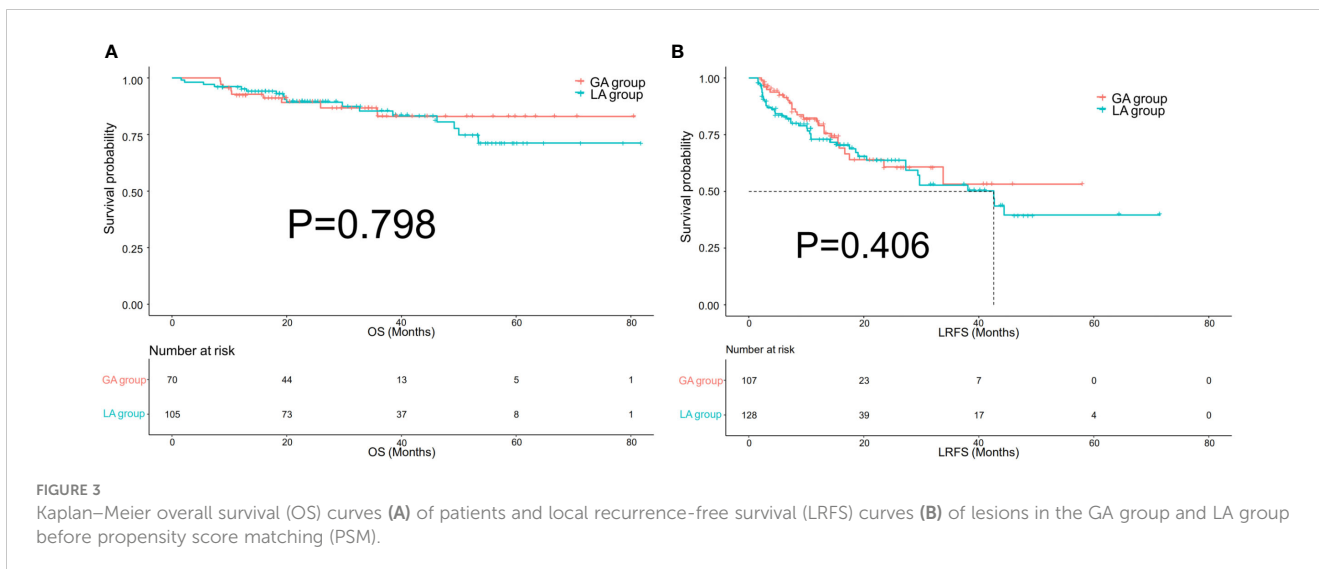 A
Survival probability
1.00
0.75
0.50
0.25
0.00
GA group
LA group
P=0.798
0 20 40 60 80
OS (Months)
Number at risk
GA group 70 44 13 5 1
LA group 105 73 37 8 1
0 20 40 60 80
OS (Months)
B
Survival probability
1.00
0.75
0.50
0.25
0.00
GA group
LA group
P=0.406
0 20 40 60 80
LRFS (Months)
Number at risk
GA group 107 23 7 0 0
LA group 128 39 17 4 0
0 20 40 60 80
LRFS (Months)
FIGURE 3
Kaplan–Meier overall survival (OS) curves (A) of patients and local recurrence-free survival (LRFS) curves (B) of lesions in the GA group and LA group
before propensity score matching (PSM).